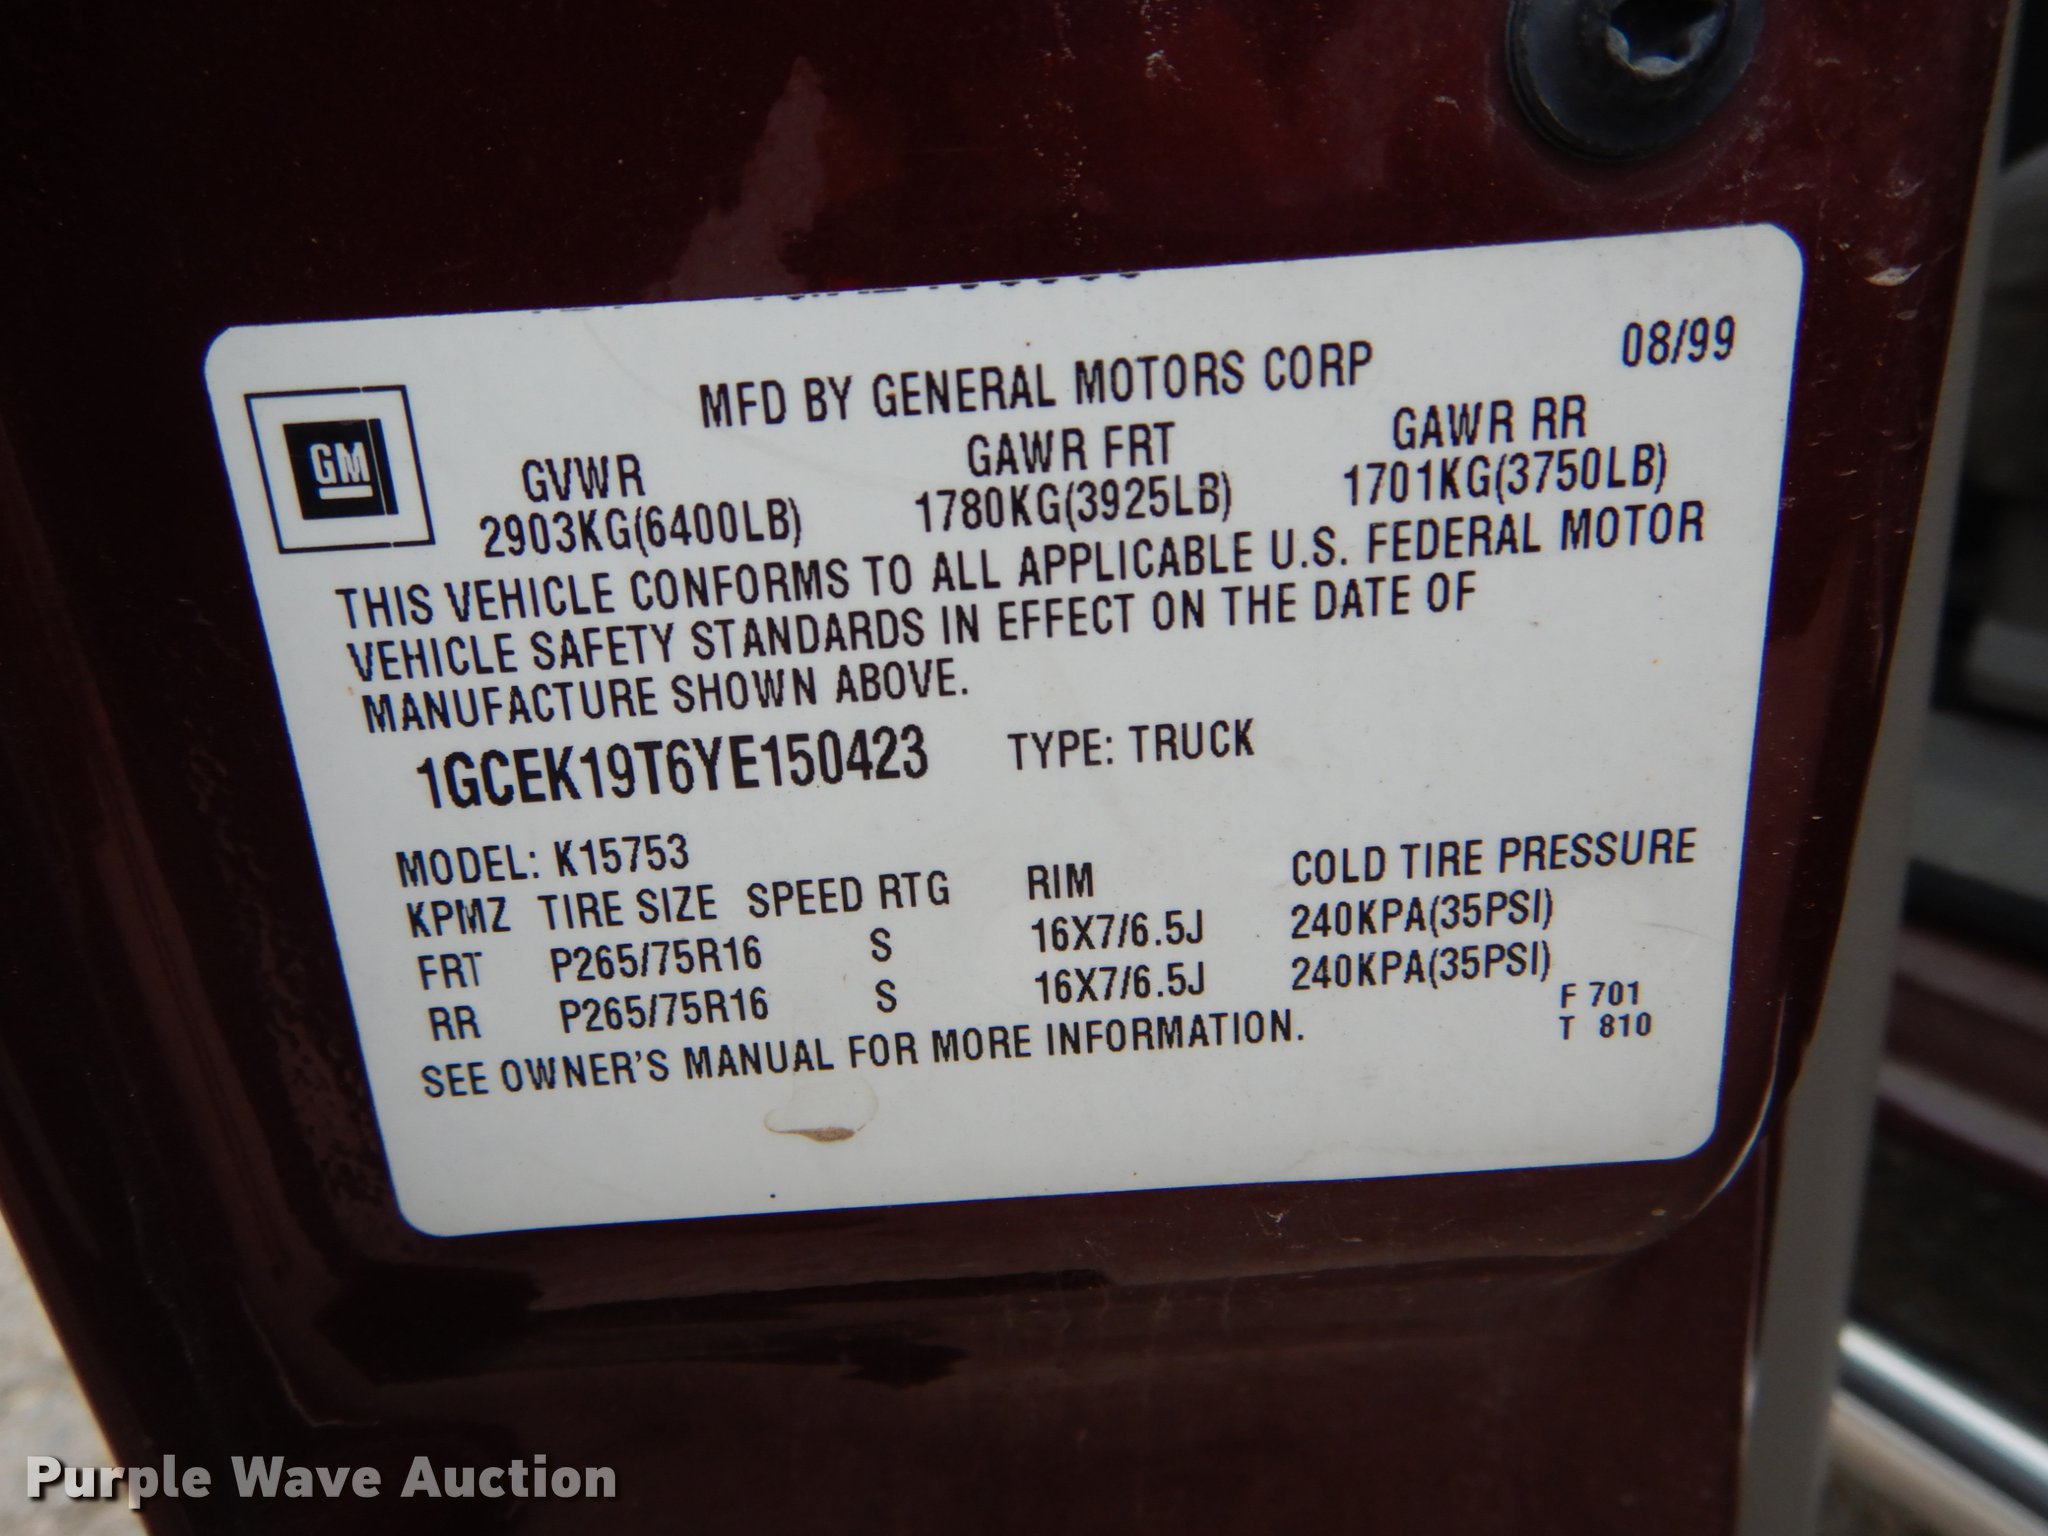 MFD BY GENERAL MOTORS CORP 08/99
GM
GVWR GAWR FRT GAWR RR
2903KG(6400LB) 1780KG(3925LB) 1701KG(3750LB)
THIS VEHICLE CONFORMS TO ALL APPLICABLE U.S. FEDERAL MOTOR
VEHICLE SAFETY STANDARDS IN EFFECT ON THE DATE OF
MANUFACTURE SHOWN ABOVE.
1GCEK19T6YE150423 TYPE: TRUCK
MODEL: K15753
KPMZ TIRE SIZE SPEED RTG RIM COLD TIRE PRESSURE
FRT P265/75R16 S 16X7/6.5J 240KPA(35PSI)
RR P265/75R16 S 16X7/6.5J 240KPA(35PSI)
SEE OWNER'S MANUAL FOR MORE INFORMATION.
F 701
T 810
Purple Wave Auction